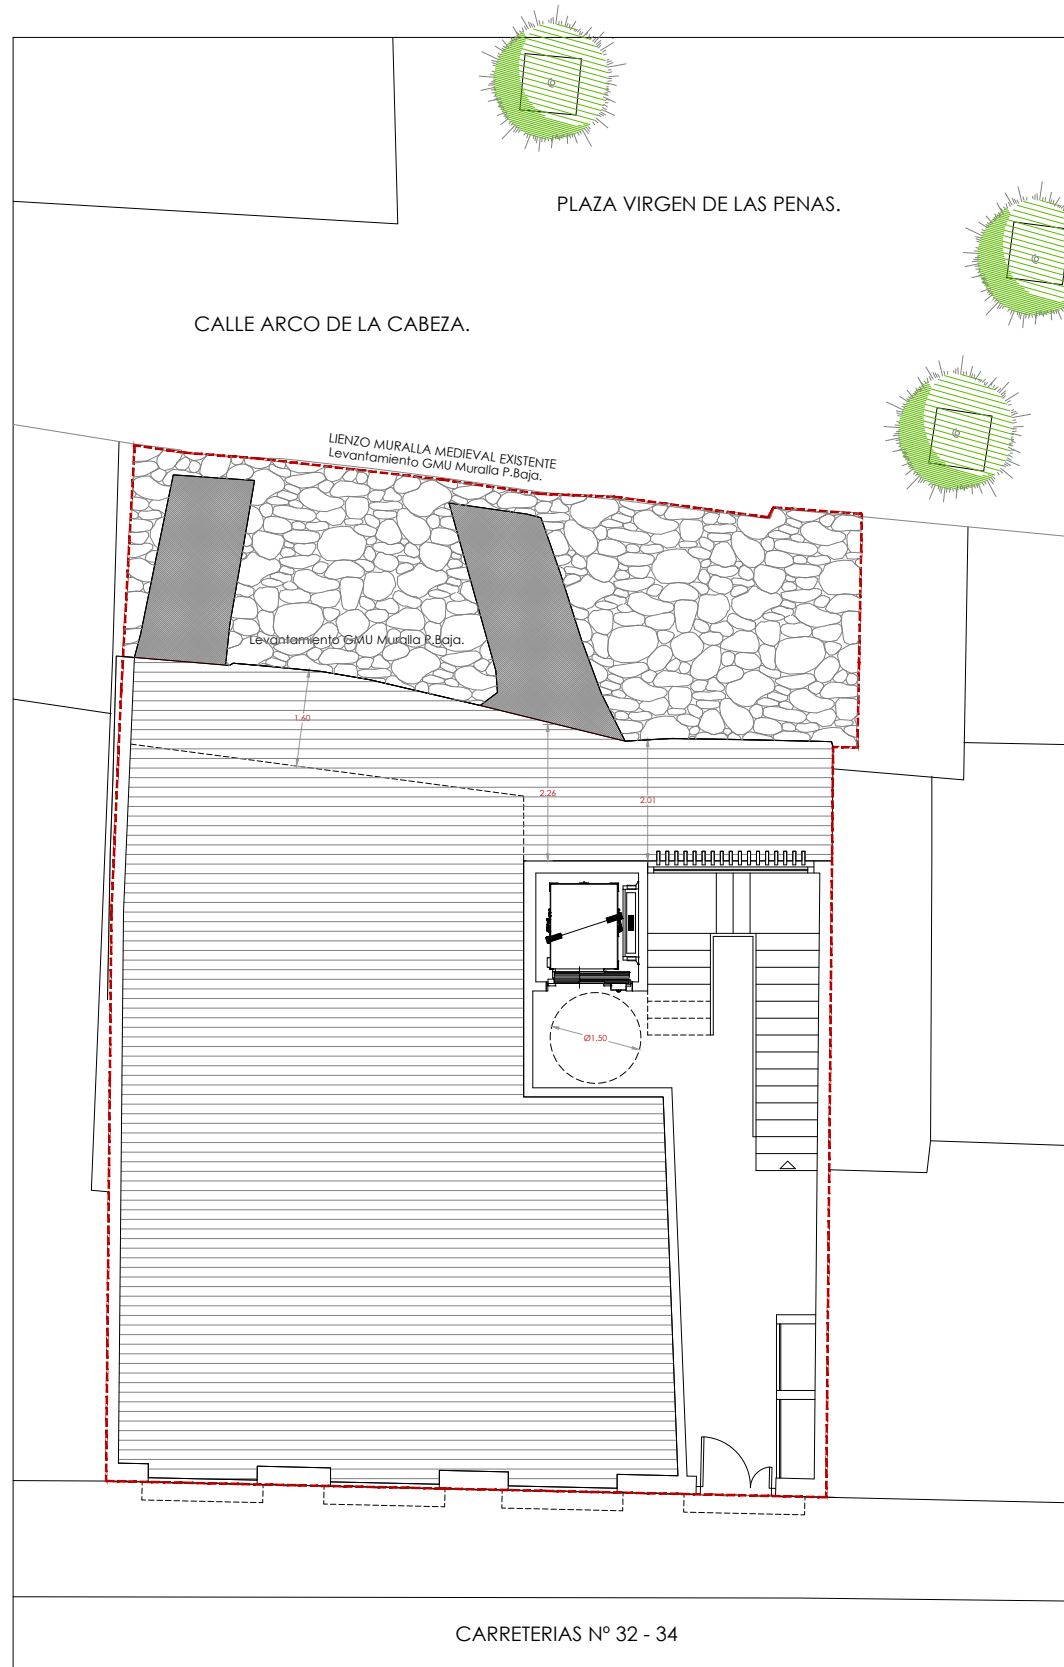 PLAZA VIRGEN DE LAS PENAS.
CALLE ARCO DE LA CABEZA.
LIENZO MURALLA MEDIEVAL EXISTENTE
Levantamiento GMU Muralla P.Baja.
Levantamiento GMU Muralla P.Baja.
1.60
2.26
2.01
Ø1.50
CARRETERIAS Nº 32 - 34